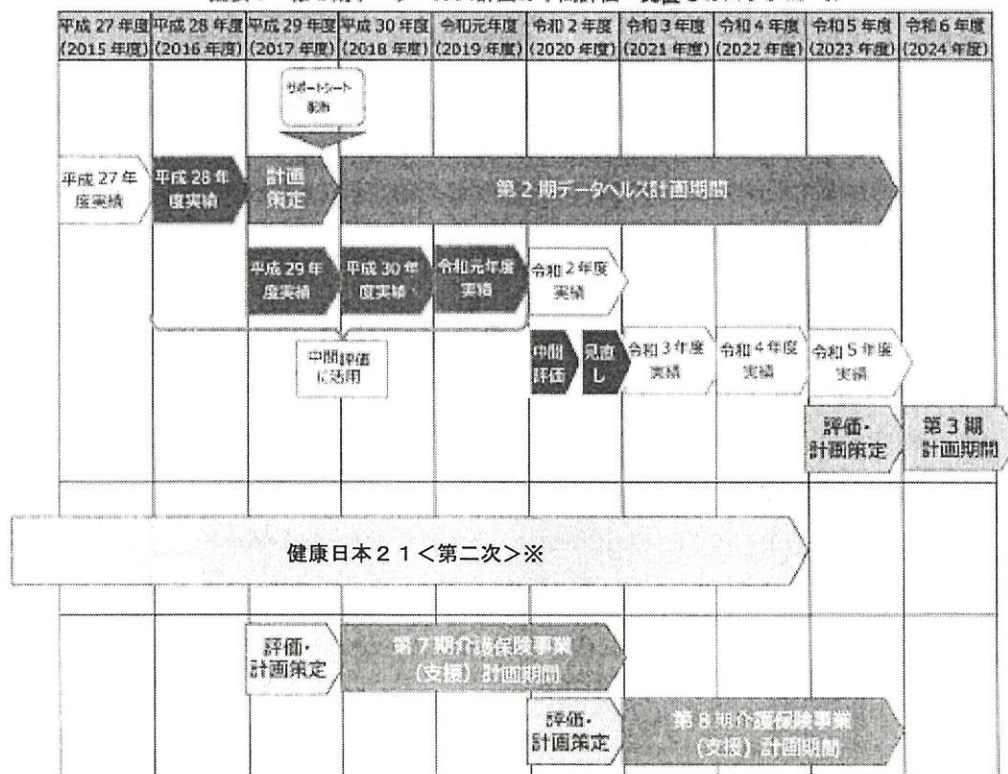 平成27年度 平成28年度 平成29年度 平成30年度 令和元年度 令和2年度 令和3年度 令和4年度 令和5年度 令和6年度
(2015年度) (2016年度) (2017年度) (2018年度) (2019年度) (2020年度) (2021年度) (2022年度) (2023年度) (2024年度)
サポートシート
平成27年
度実績
平成28年
度実績
計画
策定
第2期データヘルス計画期間
平成29年
度実績
平成30年
度実績
令和元年度
実績
令和2年度
実績
中間評価
に活用
中間
評価
見直
し
令和3年度
実績
令和4年度
実績
令和5年度
実績
評価・
計画策定
第3期
計画期間
健康日本21<第二次>※
評価・
計画策定
第7期介護保険事業
(支援)計画期間
評価・
計画策定
第8期介護保険事業
(支援)計画期間